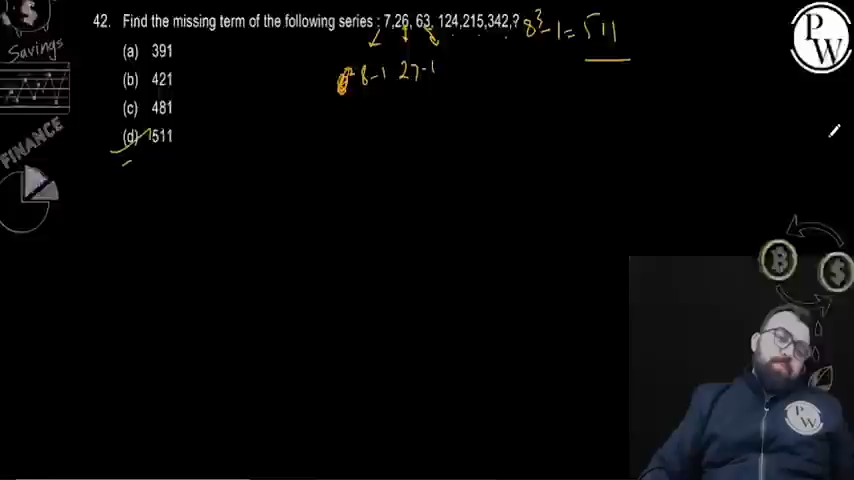 42. Find the missing term of the following series : 7,26, 63, 124,215,342,? 8³-1 = 511
8-1 27-1
(a) 391
(b) 421
(c) 481
(d) 511
Savings
FINANCE
$
PW
B
$
PW